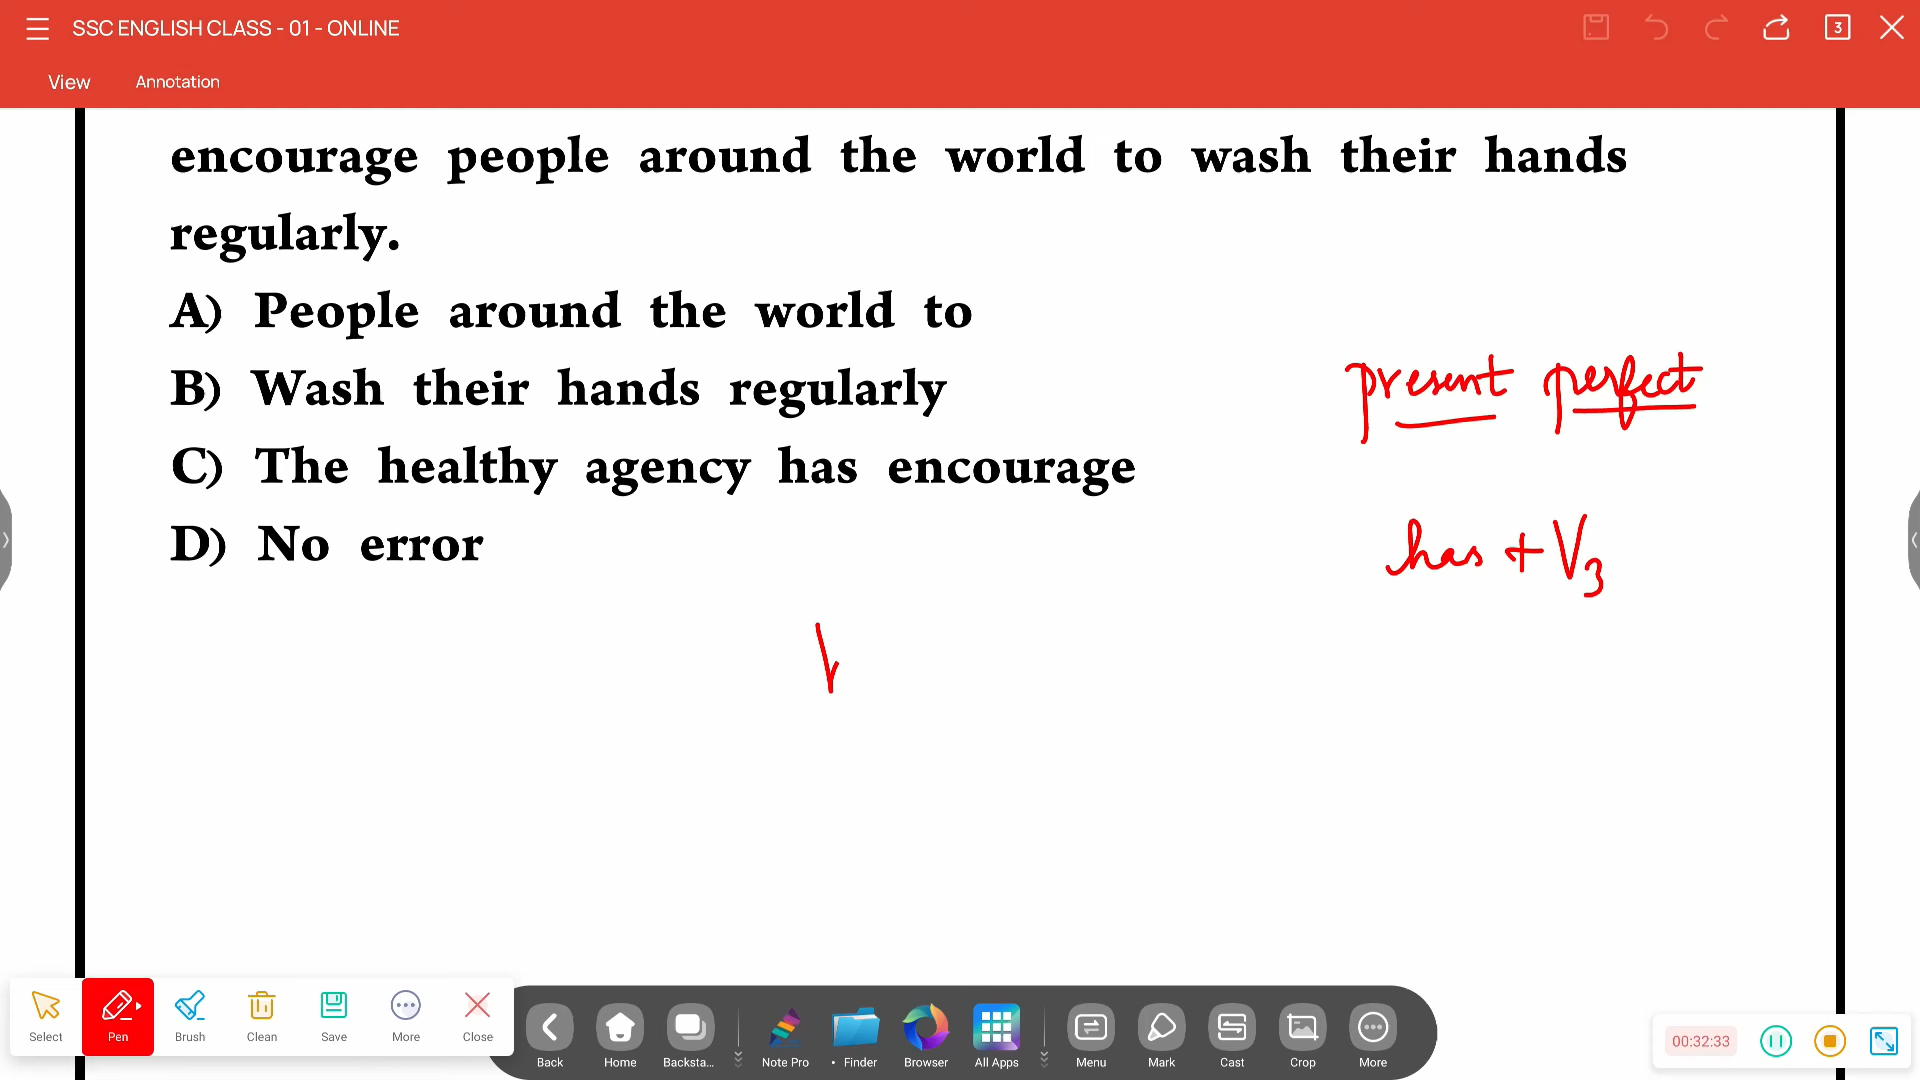 SSC ENGLISH CLASS - 01 - ONLINE
3
View Annotation
encourage people around the world to wash their hands
regularly.
A) People around the world to
B) Wash their hands regularly
C) The healthy agency has encourage
D) No error
present perfect
has + V3
Select Pen Brush Clean Save More Close
Back Home Backsta... Note Pro • Finder Browser All Apps Menu Mark Cast Crop More
00:32:33